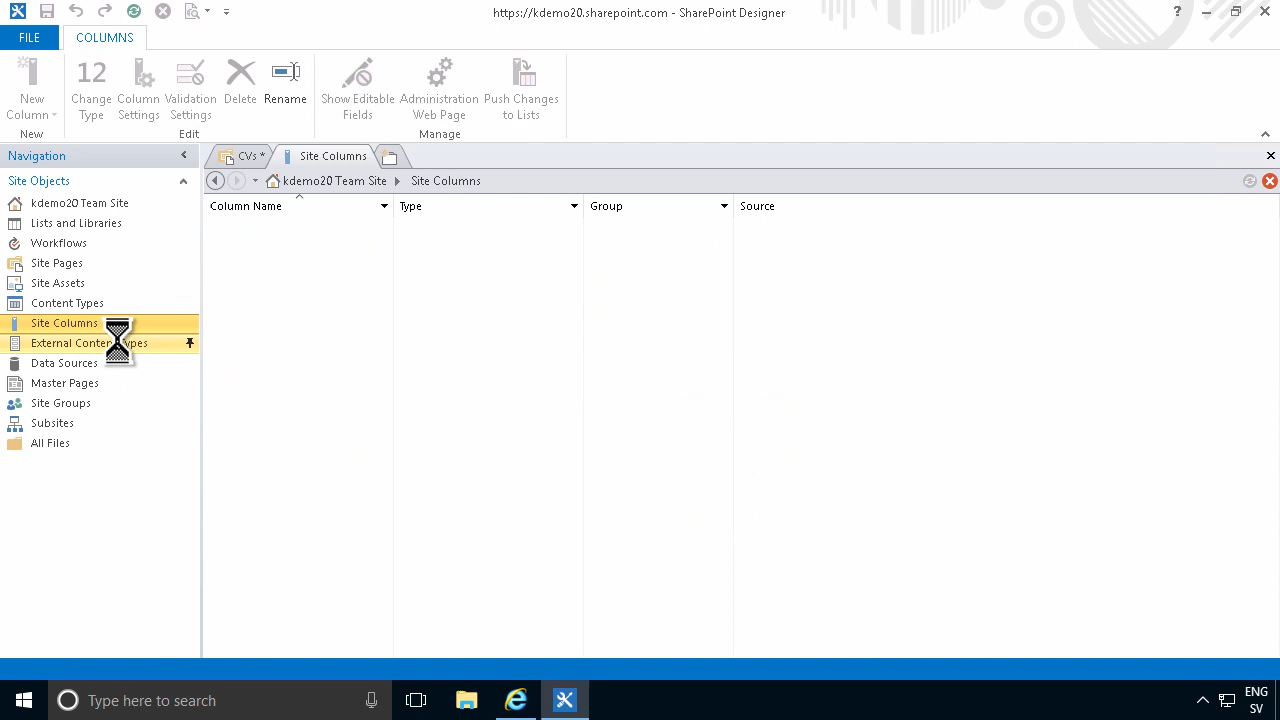 https://kdemo20.sharepoint.com - SharePoint Designer
?
FILE
COLUMNS
New Column
12
Change Type
Column Settings
Validation Settings
Delete
Rename
Show Editable Fields
Administration Web Page
Push Changes to Lists
New
Edit
Manage
Navigation
CVs *
Site Columns
Site Objects
kdemo20 Team Site
Site Columns
kdemo20 Team Site
Lists and Libraries
Workflows
Site Pages
Site Assets
Content Types
Site Columns
External Content Types
Data Sources
Master Pages
Site Groups
Subsites
All Files
Column Name
Type
Group
Source
Type here to search
ENG
SV